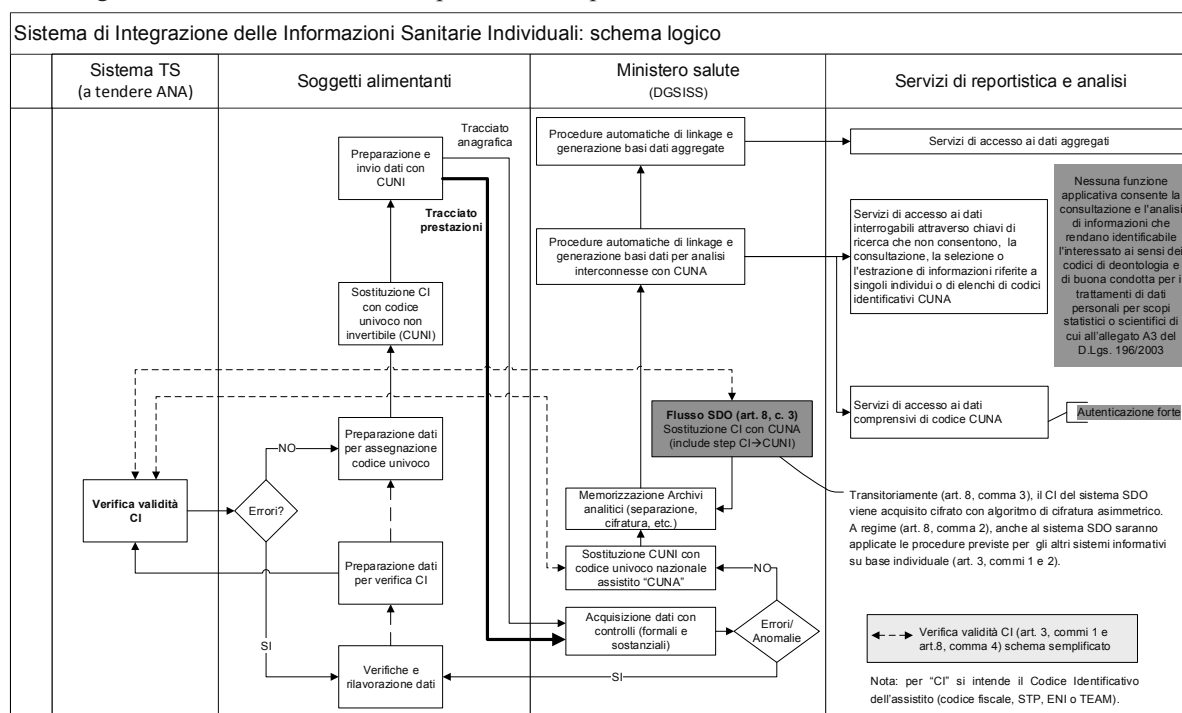 Sistema di Integrazione delle Informazioni Sanitarie Individuali: schema logico
Sistema TS
(a tendere ANA)
Soggetti alimentanti
Ministero salute
(DGSISS)
Servizi di reportistica e analisi
Tracciato
anagrafica
Preparazione e
invio dati con
CUNI
Tracciato
prestazioni
Sostituzione CI
con codice
univoco non
invertibile (CUNI)
Preparazione dati
per assegnazione
codice univoco
NO
Verifica validità
CI
Errori?
Preparazione dati
per verifica CI
SI
Verifiche e
rilavorazione dati
Procedure automatiche di linkage e
generazione basi dati aggregate
Procedure automatiche di linkage e
generazione basi dati per analisi
interconnesse con CUNA
Flusso SDO (art. 8, c. 3)
Sostituzione CI con CUNA
(include step CI→CUNI)
Memorizzazione Archivi
analitici (separazione,
cifratura, etc.)
Sostituzione CUNI con
codice univoco nazionale
assistito “CUNA”
NO
Acquisizione dati con
controlli (formali e
sostanziali)
Errori/
Anomalie
SI
Servizi di accesso ai dati aggregati
Servizi di accesso ai dati
interrogabili attraverso chiavi di
ricerca che non consentono, la
consultazione, la selezione o
l'estrazione di informazioni riferite a
singoli individui o di elenchi di codici
identificativi CUNA
Nessuna funzione
applicativa consente la
consultazione e l'analisi
di informazioni che
rendano identificabile
l'interessato ai sensi dei
codici di deontologia e
di buona condotta per i
trattamenti di dati
personali per scopi
statistici o scientifici di
cui all'allegato A3 del
D.Lgs. 196/2003
Servizi di accesso ai dati
comprensivi di codice CUNA
Autenticazione forte
Transitoriamente (art. 8, comma 3), il CI del sistema SDO
viene acquisito cifrato con algoritmo di cifratura asimmetrico.
A regime (art. 8, comma 2), anche al sistema SDO saranno
applicate le procedure previste per gli altri sistemi informativi
su base individuale (art. 3, commi 1 e 2).
Verifica validità CI (art. 3, commi 1 e
art.8, comma 4) schema semplificato
Nota: per “CI” si intende il Codice Identificativo
dell'assistito (codice fiscale, STP, ENI o TEAM).